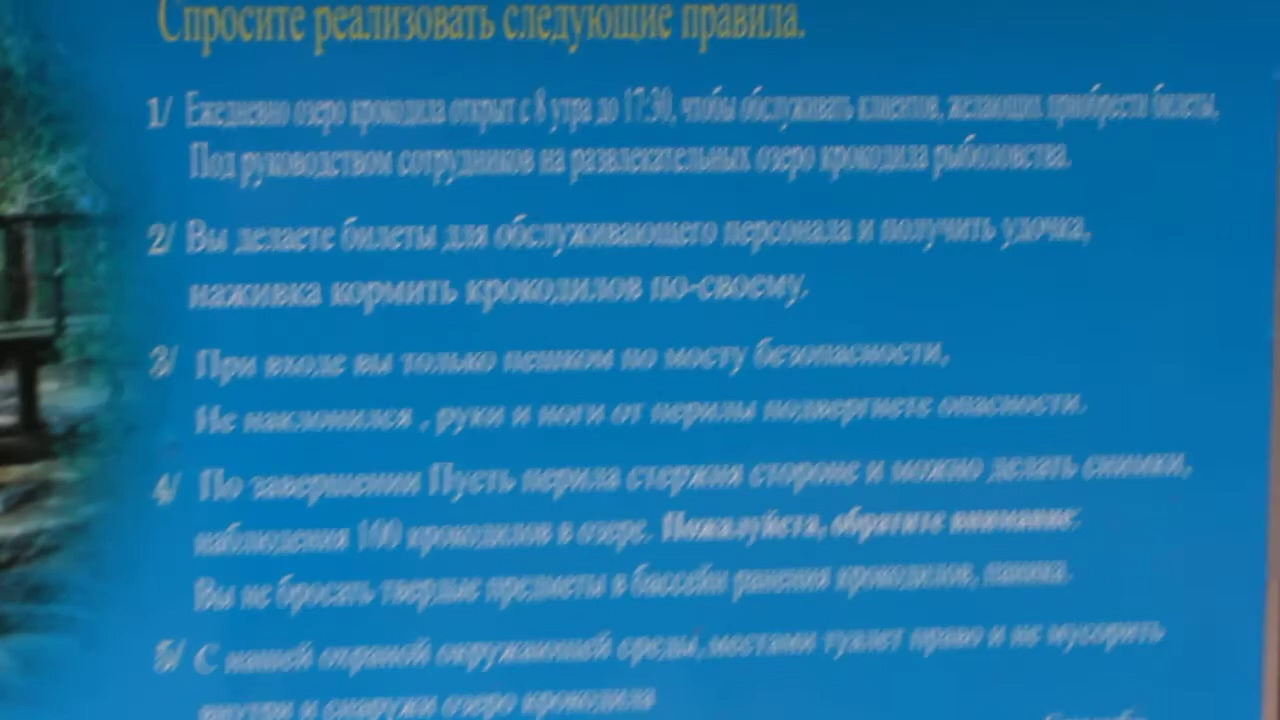 Спросите реализовать следующие правила.
1/ Ежедневно озеро крокодила открыт с 8 утра до 17:30, чтобы обслуживать клиентов, желающих приобрести билеты,
Под руководством сотрудников на развлекательных озеро крокодила рыболовства.
2/ Вы делаете билеты для обслуживающего персонала и получить удочка,
наживка кормить крокодилов по-своему.
3/ При входе вы только пешком по мосту безопасности,
Не наклонился , руки и ноги от перилы подвергнете опасности.
4/ По завершении Пусть перила стержня стороне и можно делать снимки,
наблюдения 100 крокодилов в озере. Пожалуйста, обратите внимание:
Вы не бросать твердые предметы в бассейн ранения крокодилов, паника.
5/ С нашей охраной окружающей среды, местами туалет право и не мусорить
внутри и снаружи озеро крокодила